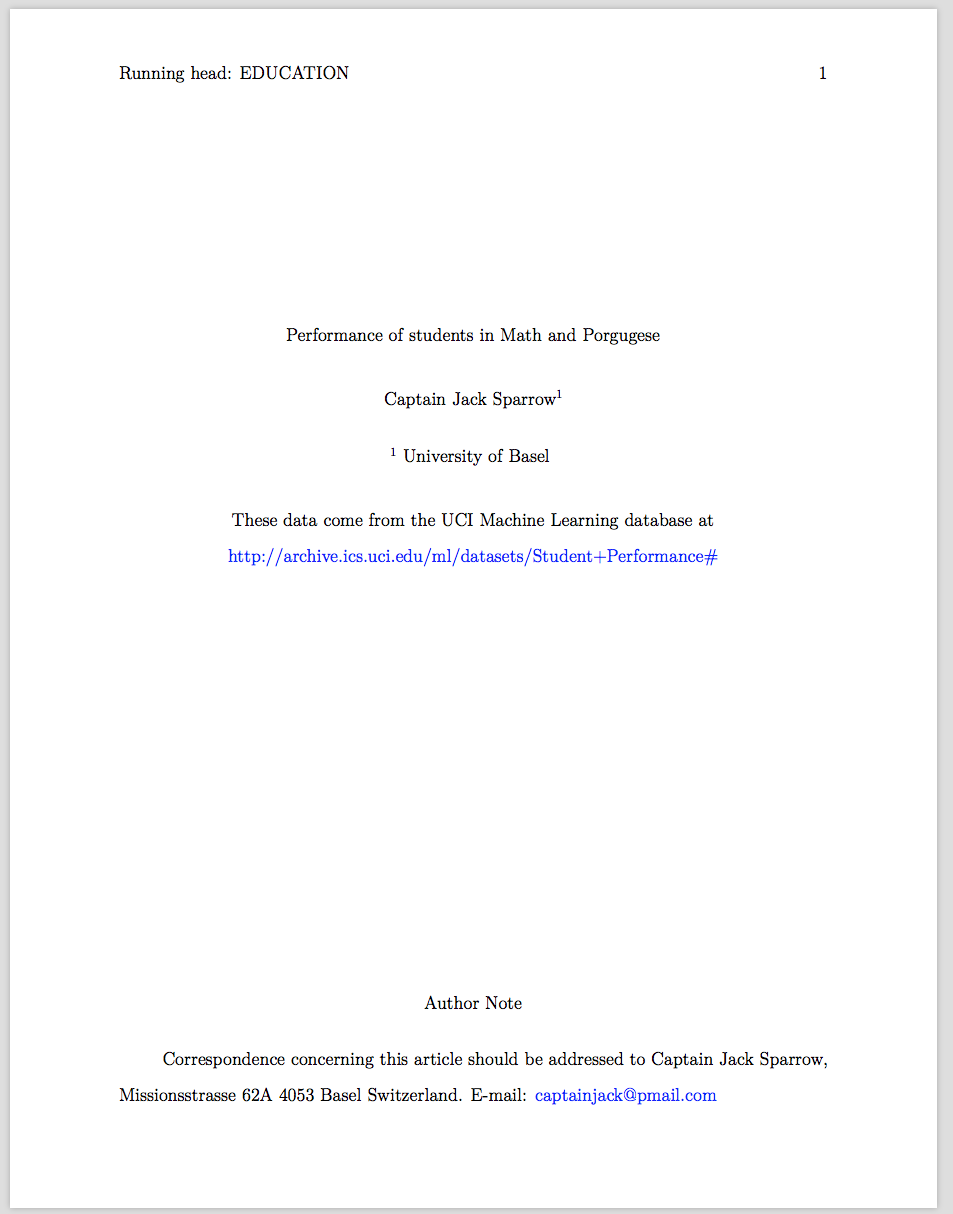 Running head: EDUCATION 1
Performance of students in Math and Porgugese
Captain Jack Sparrow¹
¹ University of Basel
These data come from the UCI Machine Learning database at
http://archive.ics.uci.edu/ml/datasets/Student+Performance#
Author Note
Correspondence concerning this article should be addressed to Captain Jack Sparrow,
Missionsstrasse 62A 4053 Basel Switzerland. E-mail: captainjack@pmail.com